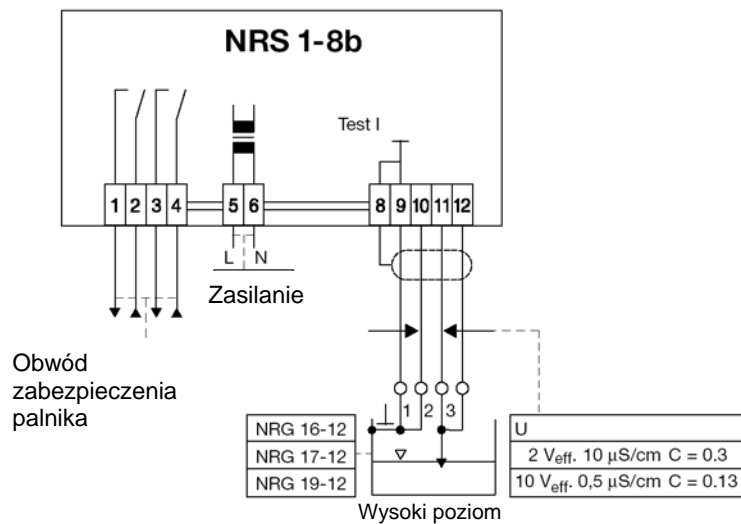 NRS 1-8b
Test I
1 2 3 4 5 6 8 9 10 11 12
L N
Zasilanie
Obwód
zabezpieczenia
palnika
1 2 3
NRG 16-12
NRG 17-12
NRG 19-12
U
2 Veff. 10 µS/cm C = 0.3
10 Veff. 0,5 µS/cm C = 0.13
Wysoki poziom